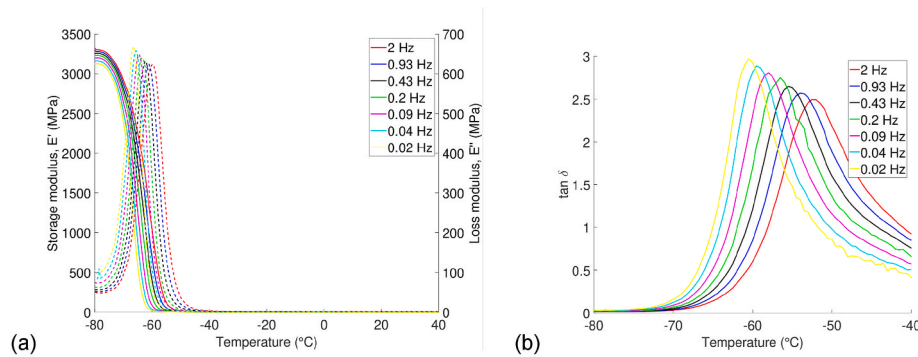 3500
3000
2500
2000
1500
1000
500
0
Storage modulus, E' (MPa)
700
600
500
400
300
200
100
0
Loss modulus, E" (MPa)
2 Hz
0.93 Hz
0.43 Hz
0.2 Hz
0.09 Hz
0.04 Hz
0.02 Hz
-80 -60 -40 -20 0 20 40
Temperature (°C)
(a)
3
2.5
2
1.5
1
0.5
0
tan δ
2 Hz
0.93 Hz
0.43 Hz
0.2 Hz
0.09 Hz
0.04 Hz
0.02 Hz
-80 -70 -60 -50 -40
Temperature (°C)
(b)